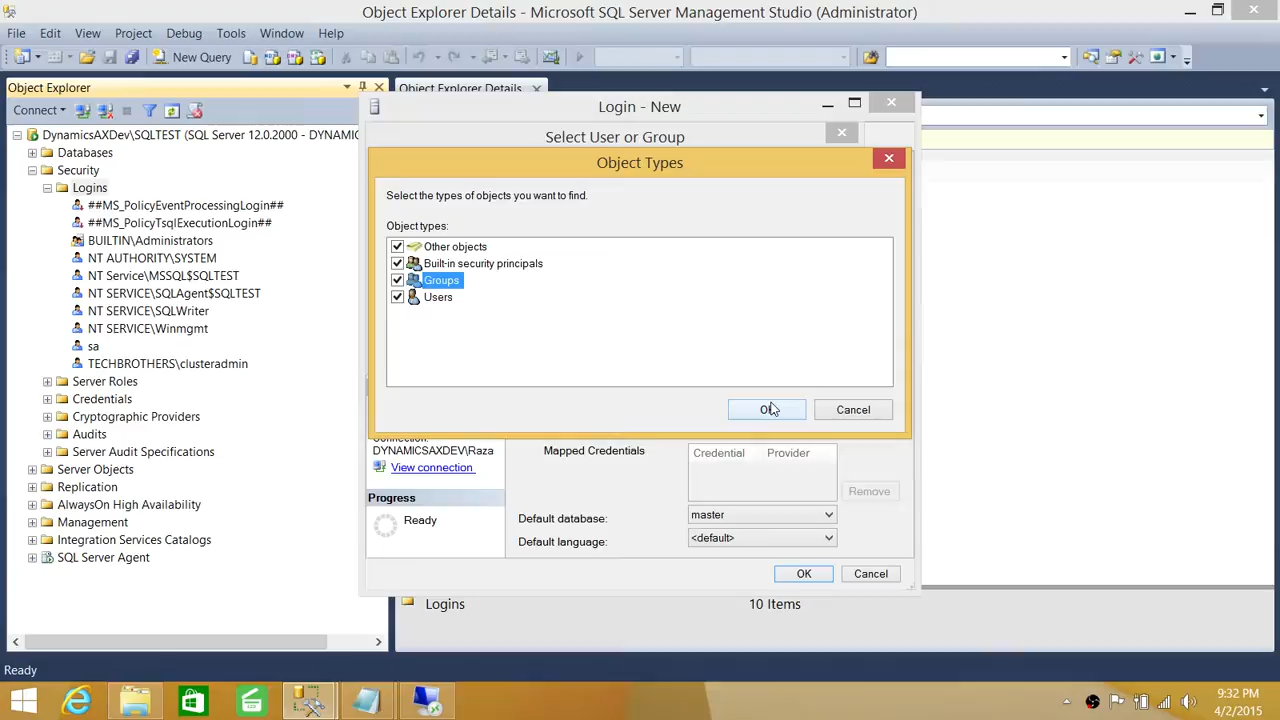 Object Explorer Details - Microsoft SQL Server Management Studio (Administrator)
File Edit View Project Debug Tools Window Help
New Query
Object Explorer
Object Explorer Details
Connect
DynamicsAXDev\SQLTEST (SQL Server 12.0.2000 - DYNAMIC
Databases
Security
Logins
##MS_PolicyEventProcessingLogin##
##MS_PolicyTsqlExecutionLogin##
BUILTIN\Administrators
NT AUTHORITY\SYSTEM
NT Service\MSSQL$SQLTEST
NT SERVICE\SQLAgent$SQLTEST
NT SERVICE\SQLWriter
NT SERVICE\Winmgmt
sa
TECHBROTHERS\clusteradmin
Server Roles
Credentials
Cryptographic Providers
Audits
Server Audit Specifications
Server Objects
Replication
AlwaysOn High Availability
Management
Integration Services Catalogs
SQL Server Agent
Login - New
Select User or Group
Object Types
Select the types of objects you want to find.
Object types:
Other objects
Built-in security principals
Groups
Users
OK Cancel
Connection:
DYNAMICSAXDEV\Raza
View connection
Progress
Ready
Mapped Credentials
Credential Provider
Remove
Default database: master
Default language: <default>
OK Cancel
Logins 10 Items
Ready
9:32 PM
4/2/2015